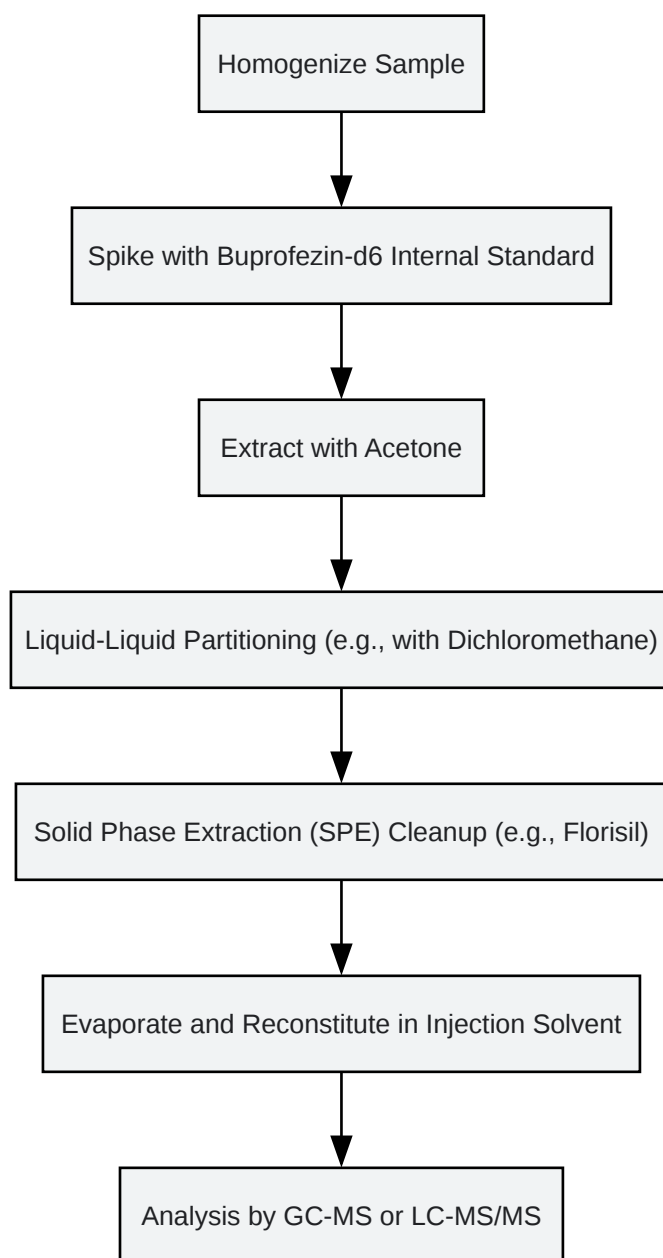 Homogenize Sample
Spike with Buprofezin-d6 Internal Standard
Extract with Acetone
Liquid-Liquid Partitioning (e.g., with Dichloromethane)
Solid Phase Extraction (SPE) Cleanup (e.g., Florisil)
Evaporate and Reconstitute in Injection Solvent
Analysis by GC-MS or LC-MS/MS